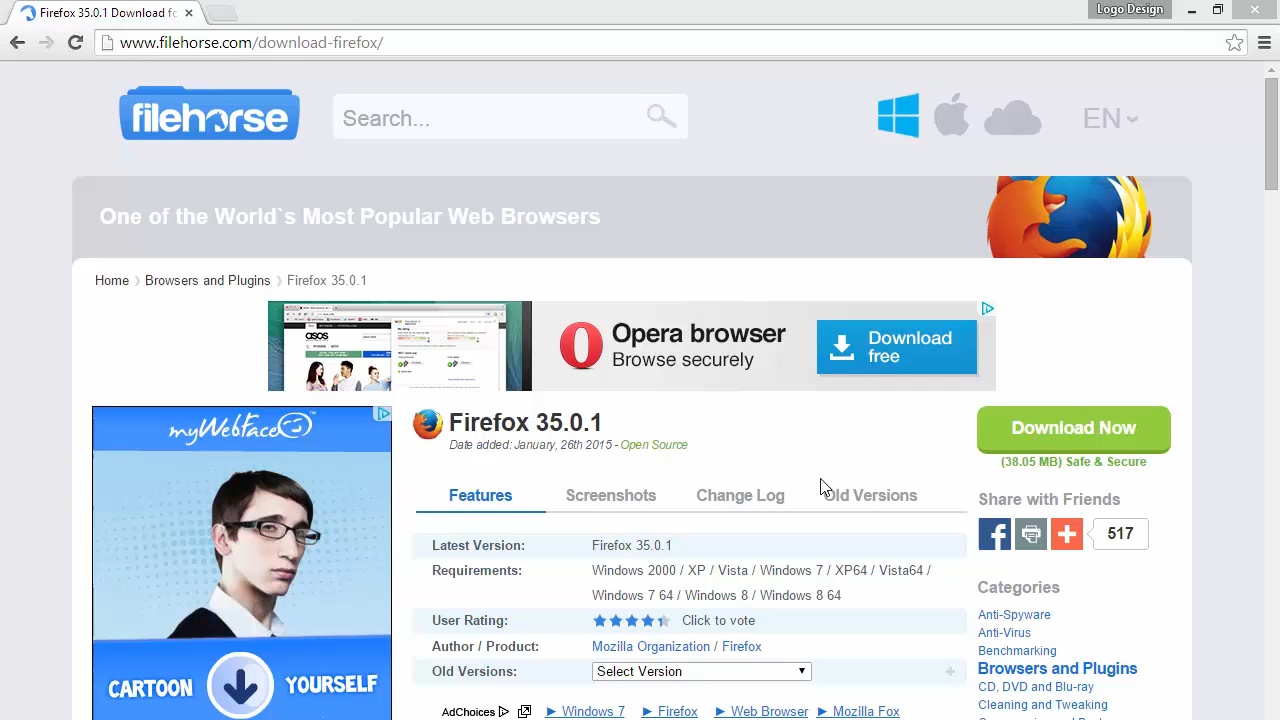 Firefox 35.0.1 Download fo
Logo Design
www.filehorse.com/download-firefox/
filehorse
Search...
EN
One of the World`s Most Popular Web Browsers
Home Browsers and Plugins Firefox 35.0.1
asos
Opera browser
Browse securely
Download
free
myWebface
CARTOON YOURSELF
Firefox 35.0.1
Date added: January, 26th 2015 - Open Source
Download Now
(38.05 MB) Safe & Secure
Features Screenshots Change Log Old Versions
Latest Version: Firefox 35.0.1
Requirements: Windows 2000 / XP / Vista / Windows 7 / XP64 / Vista64 /
Windows 7 64 / Windows 8 / Windows 8 64
User Rating: Click to vote
Author / Product: Mozilla Organization / Firefox
Old Versions: Select Version
AdChoices Windows 7 Firefox Web Browser Mozilla Fox
Share with Friends
517
Categories
Anti-Spyware
Anti-Virus
Benchmarking
Browsers and Plugins
CD, DVD and Blu-ray
Cleaning and Tweaking